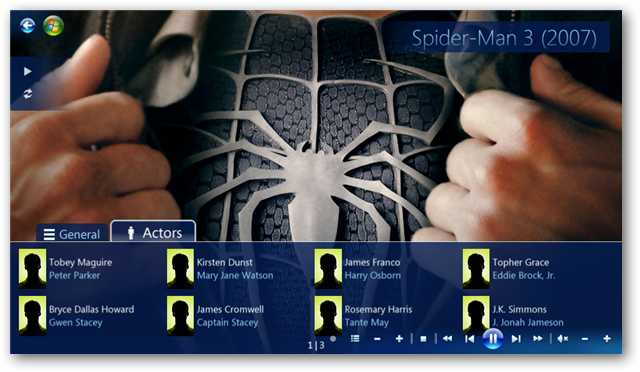 Spider-Man 3 (2007)
General
Actors
Tobey Maguire
Peter Parker
Kirsten Dunst
Mary Jane Watson
James Franco
Harry Osborn
Topher Grace
Eddie Brock, Jr.
Bryce Dallas Howard
Gwen Stacey
James Cromwell
Captain Stacey
Rosemary Harris
Tante May
J.K. Simmons
J. Jonah Jameson
1|3